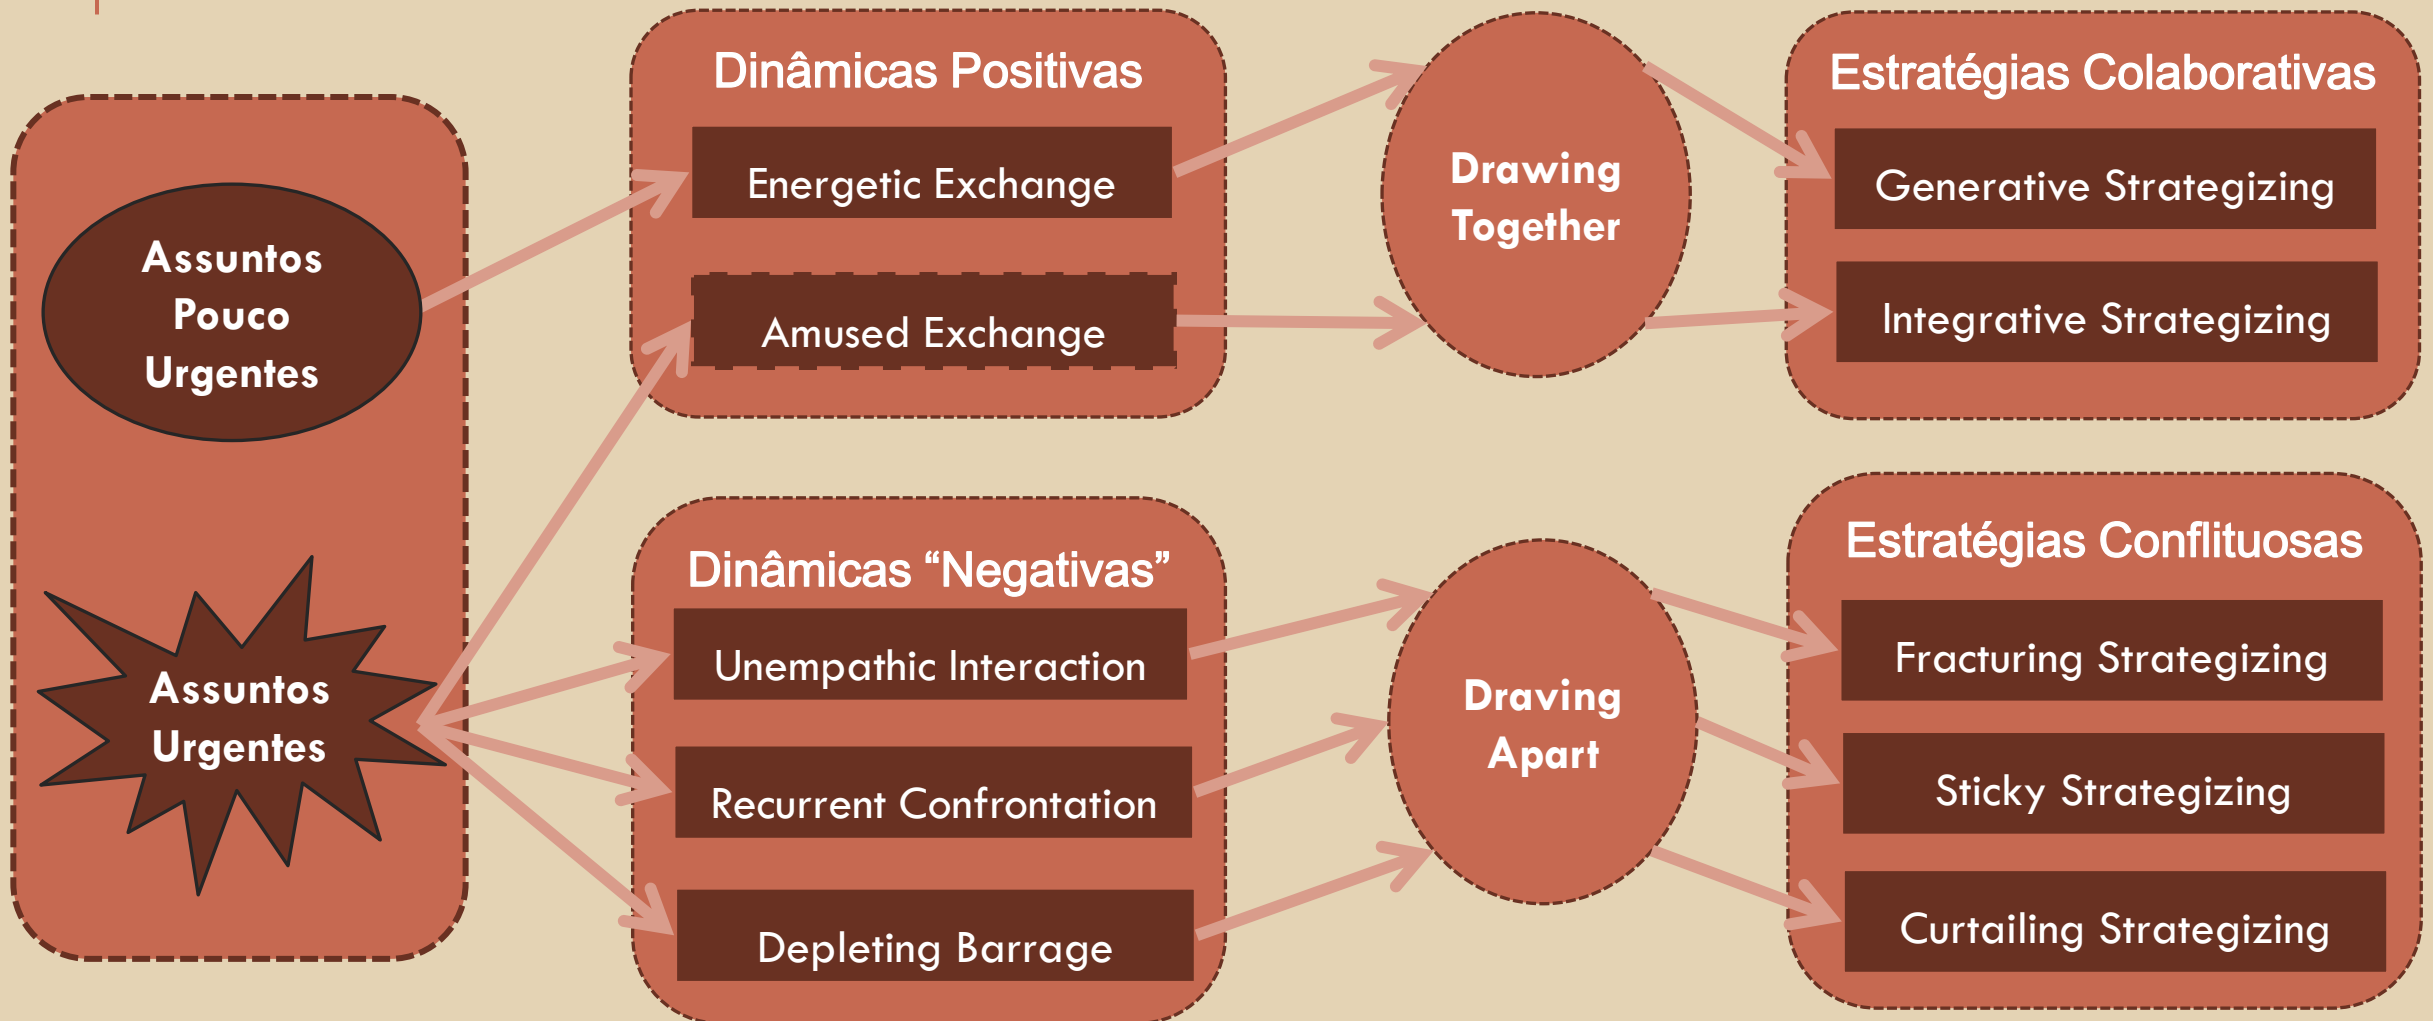 Assuntos
Pouco
Urgentes
Assuntos
Urgentes
Dinâmicas Positivas
Energetic Exchange
Amused Exchange
Dinâmicas “Negativas”
Unempathic Interaction
Recurrent Confrontation
Depleting Barrage
Drawing
Together
Draving
Apart
Estratégias Colaborativas
Generative Strategizing
Integrative Strategizing
Estratégias Conflituosas
Fracturing Strategizing
Sticky Strategizing
Curtailing Strategizing